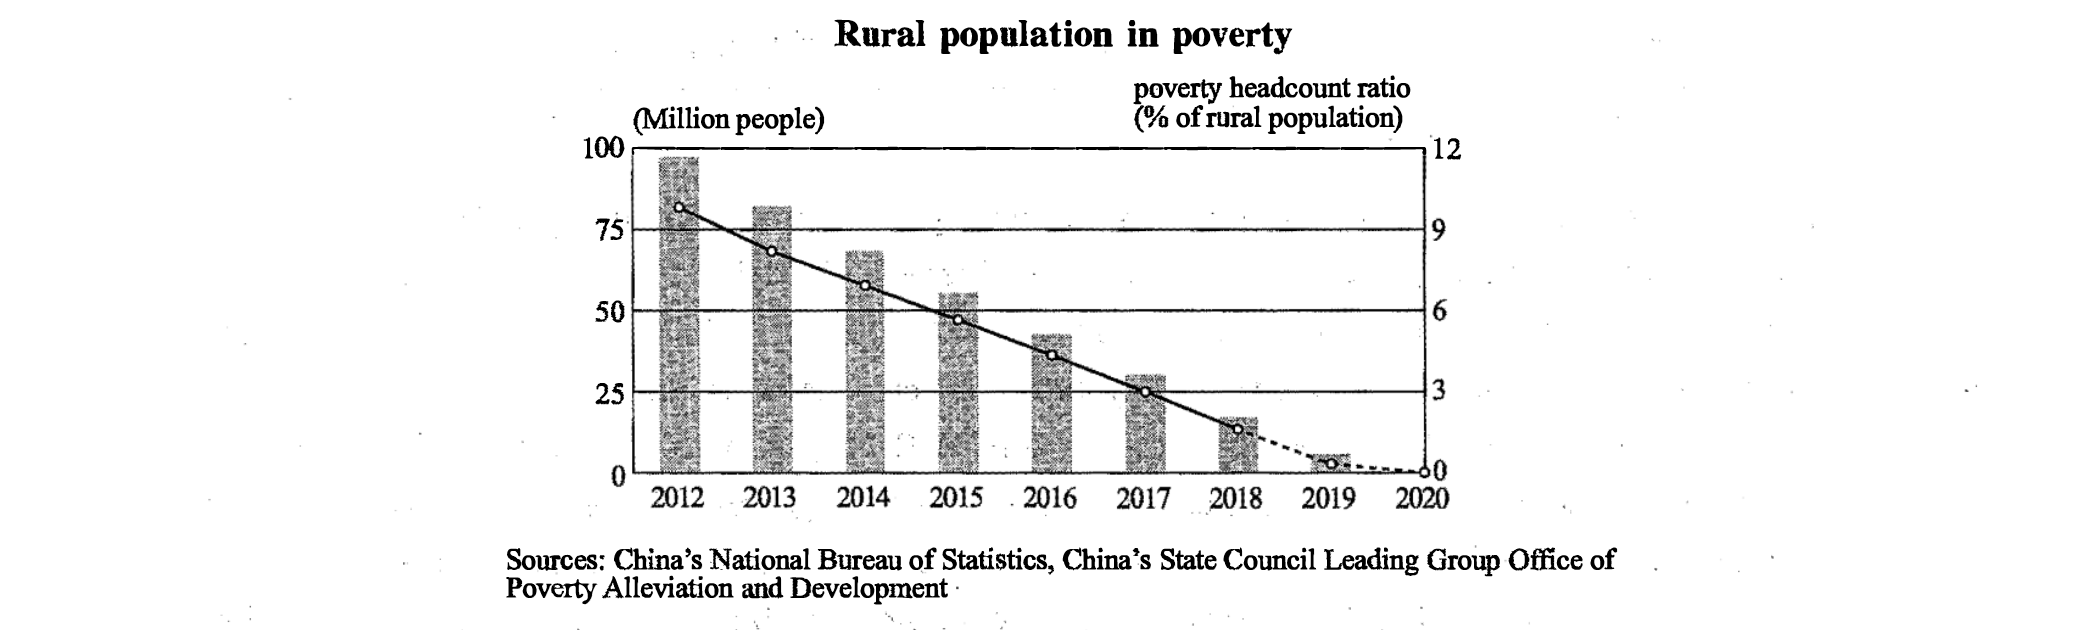 Rural population in poverty
poverty headcount ratio
(Million people)
(% of rural population)
100
12
75
9
50
6
25
3
0
0
2012 2013 2014 2015 2016 2017 2018 2019 2020
Sources: China's National Bureau of Statistics, China's State Council Leading Group Office of
Poverty Alleviation and Development